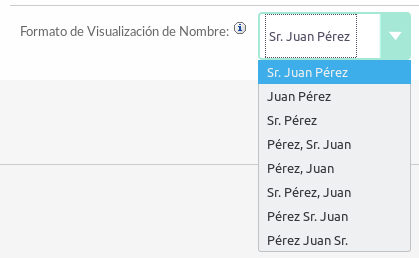 Formato de Visualización de Nombre: Sr. Juan Pérez
Sr. Juan Pérez
Juan Pérez
Sr. Pérez
Pérez, Sr. Juan
Pérez, Juan
Sr. Pérez, Juan
Pérez Sr. Juan
Pérez Juan Sr.